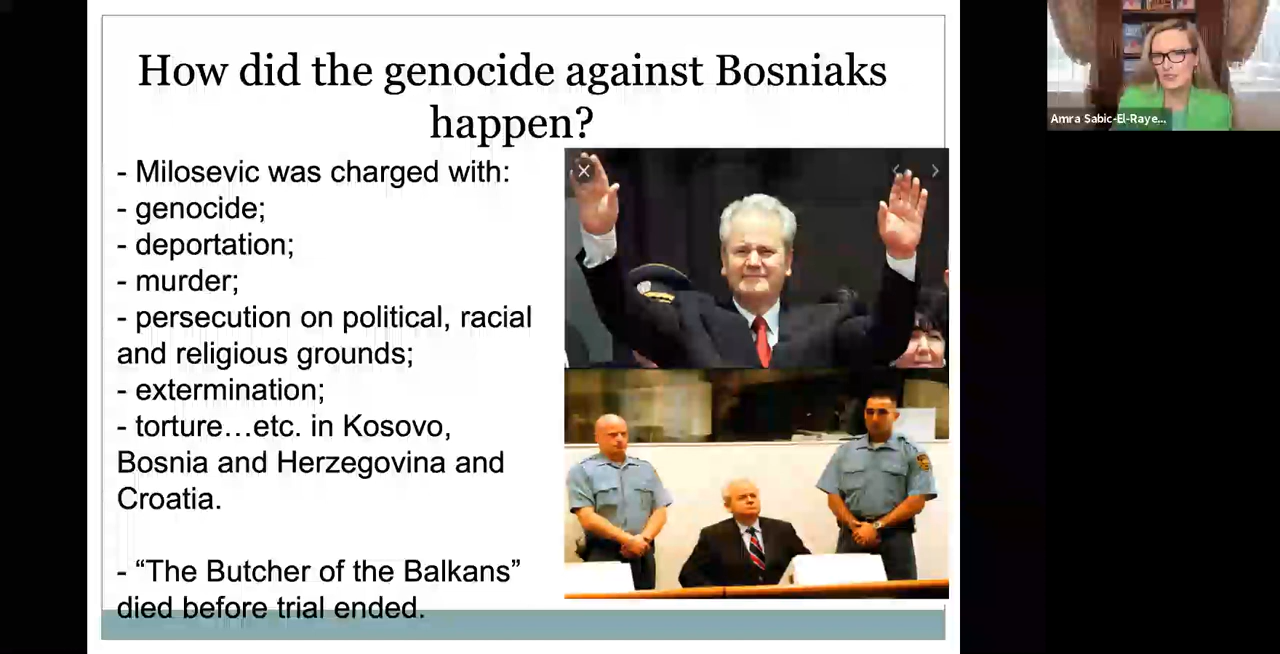 How did the genocide against Bosniaks
happen?
- Milosevic was charged with:
- genocide;
- deportation;
- murder;
- persecution on political, racial
and religious grounds;
- extermination;
- torture…etc. in Kosovo,
Bosnia and Herzegovina and
Croatia.
- “The Butcher of the Balkans”
died before trial ended.
Amra Sabic-El-Raye...